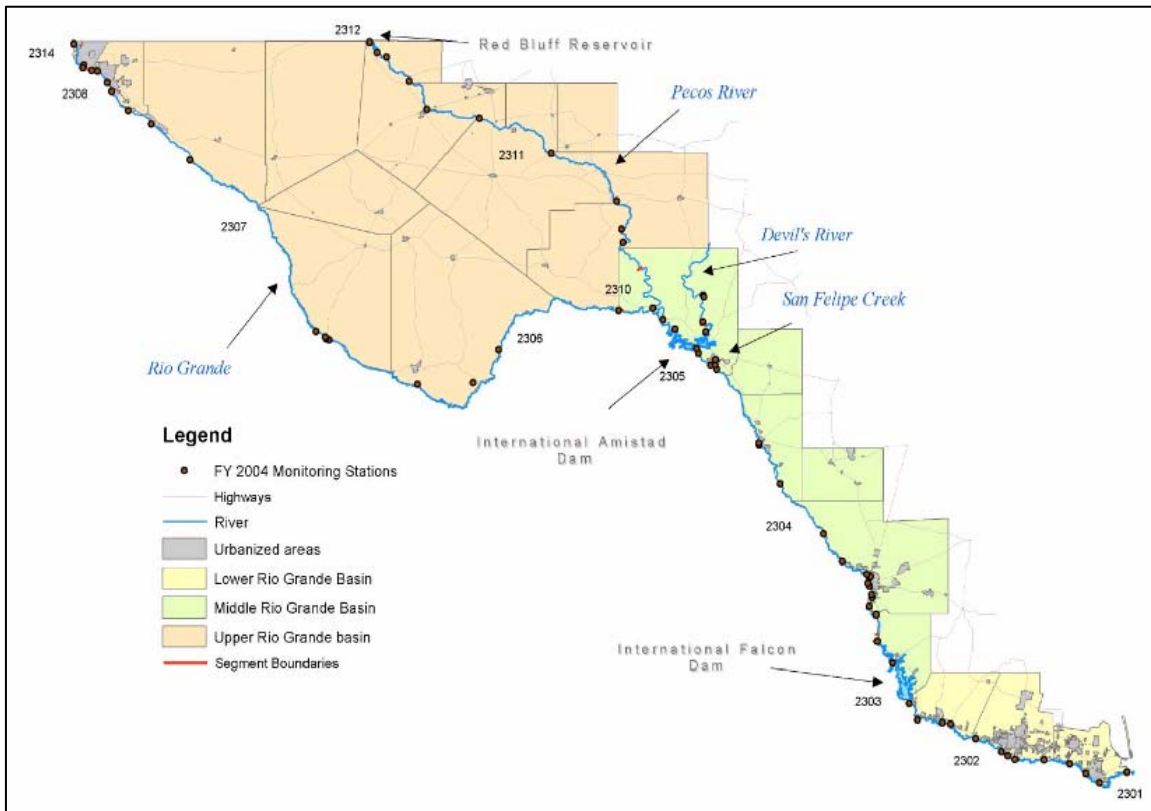 2312
Red Bluff Reservoir
2314
2308
Pecos River
2311
2307
Devil's River
2310
San Felipe Creek
2306
Rio Grande
2305
International Amistad
Dam
Legend
FY 2004 Monitoring Stations
Highways
River
Urbanized areas
Lower Rio Grande Basin
Middle Rio Grande Basin
Upper Rio Grande basin
Segment Boundaries
2304
International Falcon
Dam
2303
2302
2301